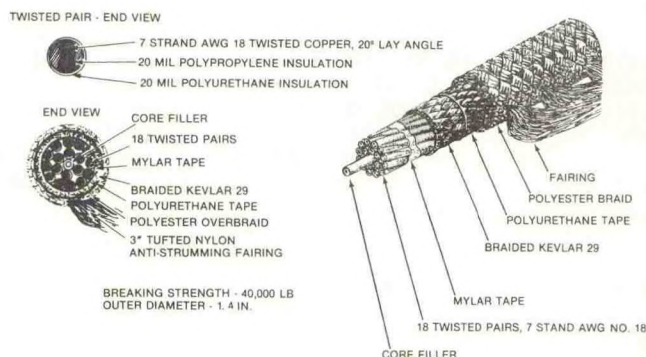 TWISTED PAIR - END VIEW
7 STRAND AWG 18 TWISTED COPPER, 20° LAY ANGLE
20 MIL POLYPROPYLENE INSULATION
20 MIL POLYURETHANE INSULATION
END VIEW
CORE FILLER
18 TWISTED PAIRS
MYLAR TAPE
BRAIDED KEVLAR 29
POLYURETHANE TAPE
POLYESTER OVERBRAID
3" TUFTED NYLON
ANTI-STRUMMING FAIRING
BREAKING STRENGTH - 40,000 LB
OUTER DIAMETER - 1.4 IN.
FAIRING
POLYESTER BRAID
POLYURETHANE TAPE
BRAIDED KEVLAR 29
MYLAR TAPE
18 TWISTED PAIRS, 7 STAND AWG NO. 18
CORE FILLER